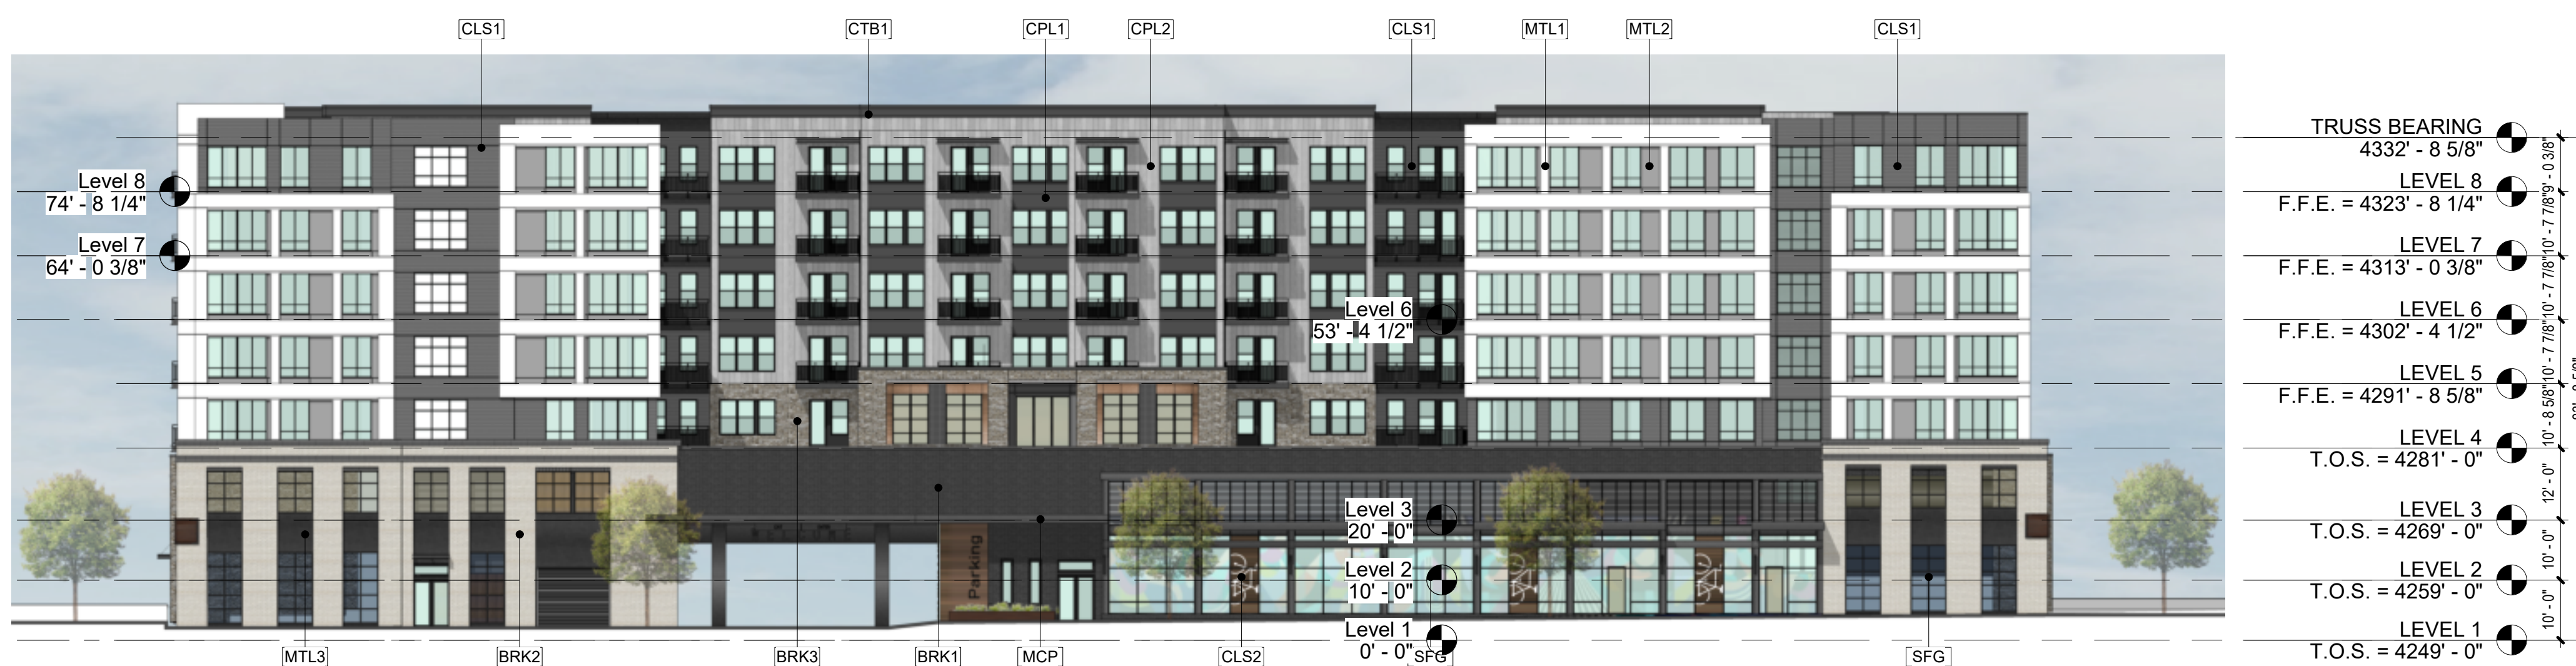 CLS1
CTB1
CPL1
CPL2
CLS1
MTL1
MTL2
CLS1
Level 8
74' - 8 1/4"
Level 7
64' - 0 3/8"
Level 6
53' - 4 1/2"
Level 3
20' - 0"
Level 2
10' - 0"
Level 1
0' - 0"
Parking
TRUSS BEARING
4332' - 8 5/8"
LEVEL 8
F.F.E. = 4323' - 8 1/4"
LEVEL 7
F.F.E. = 4313' - 0 3/8"
LEVEL 6
F.F.E. = 4302' - 4 1/2"
LEVEL 5
F.F.E. = 4291' - 8 5/8"
LEVEL 4
T.O.S. = 4281' - 0"
LEVEL 3
T.O.S. = 4269' - 0"
LEVEL 2
T.O.S. = 4259' - 0"
LEVEL 1
T.O.S. = 4249' - 0"
9' - 0 3/8"
10' - 7 7/8"
10' - 7 7/8"
10' - 7 7/8"
10' - 8 5/8"
12' - 0"
10' - 0"
10' - 0"
MTL3
BRK2
BRK3
BRK1
MCP
CLS2
SFG
SFG